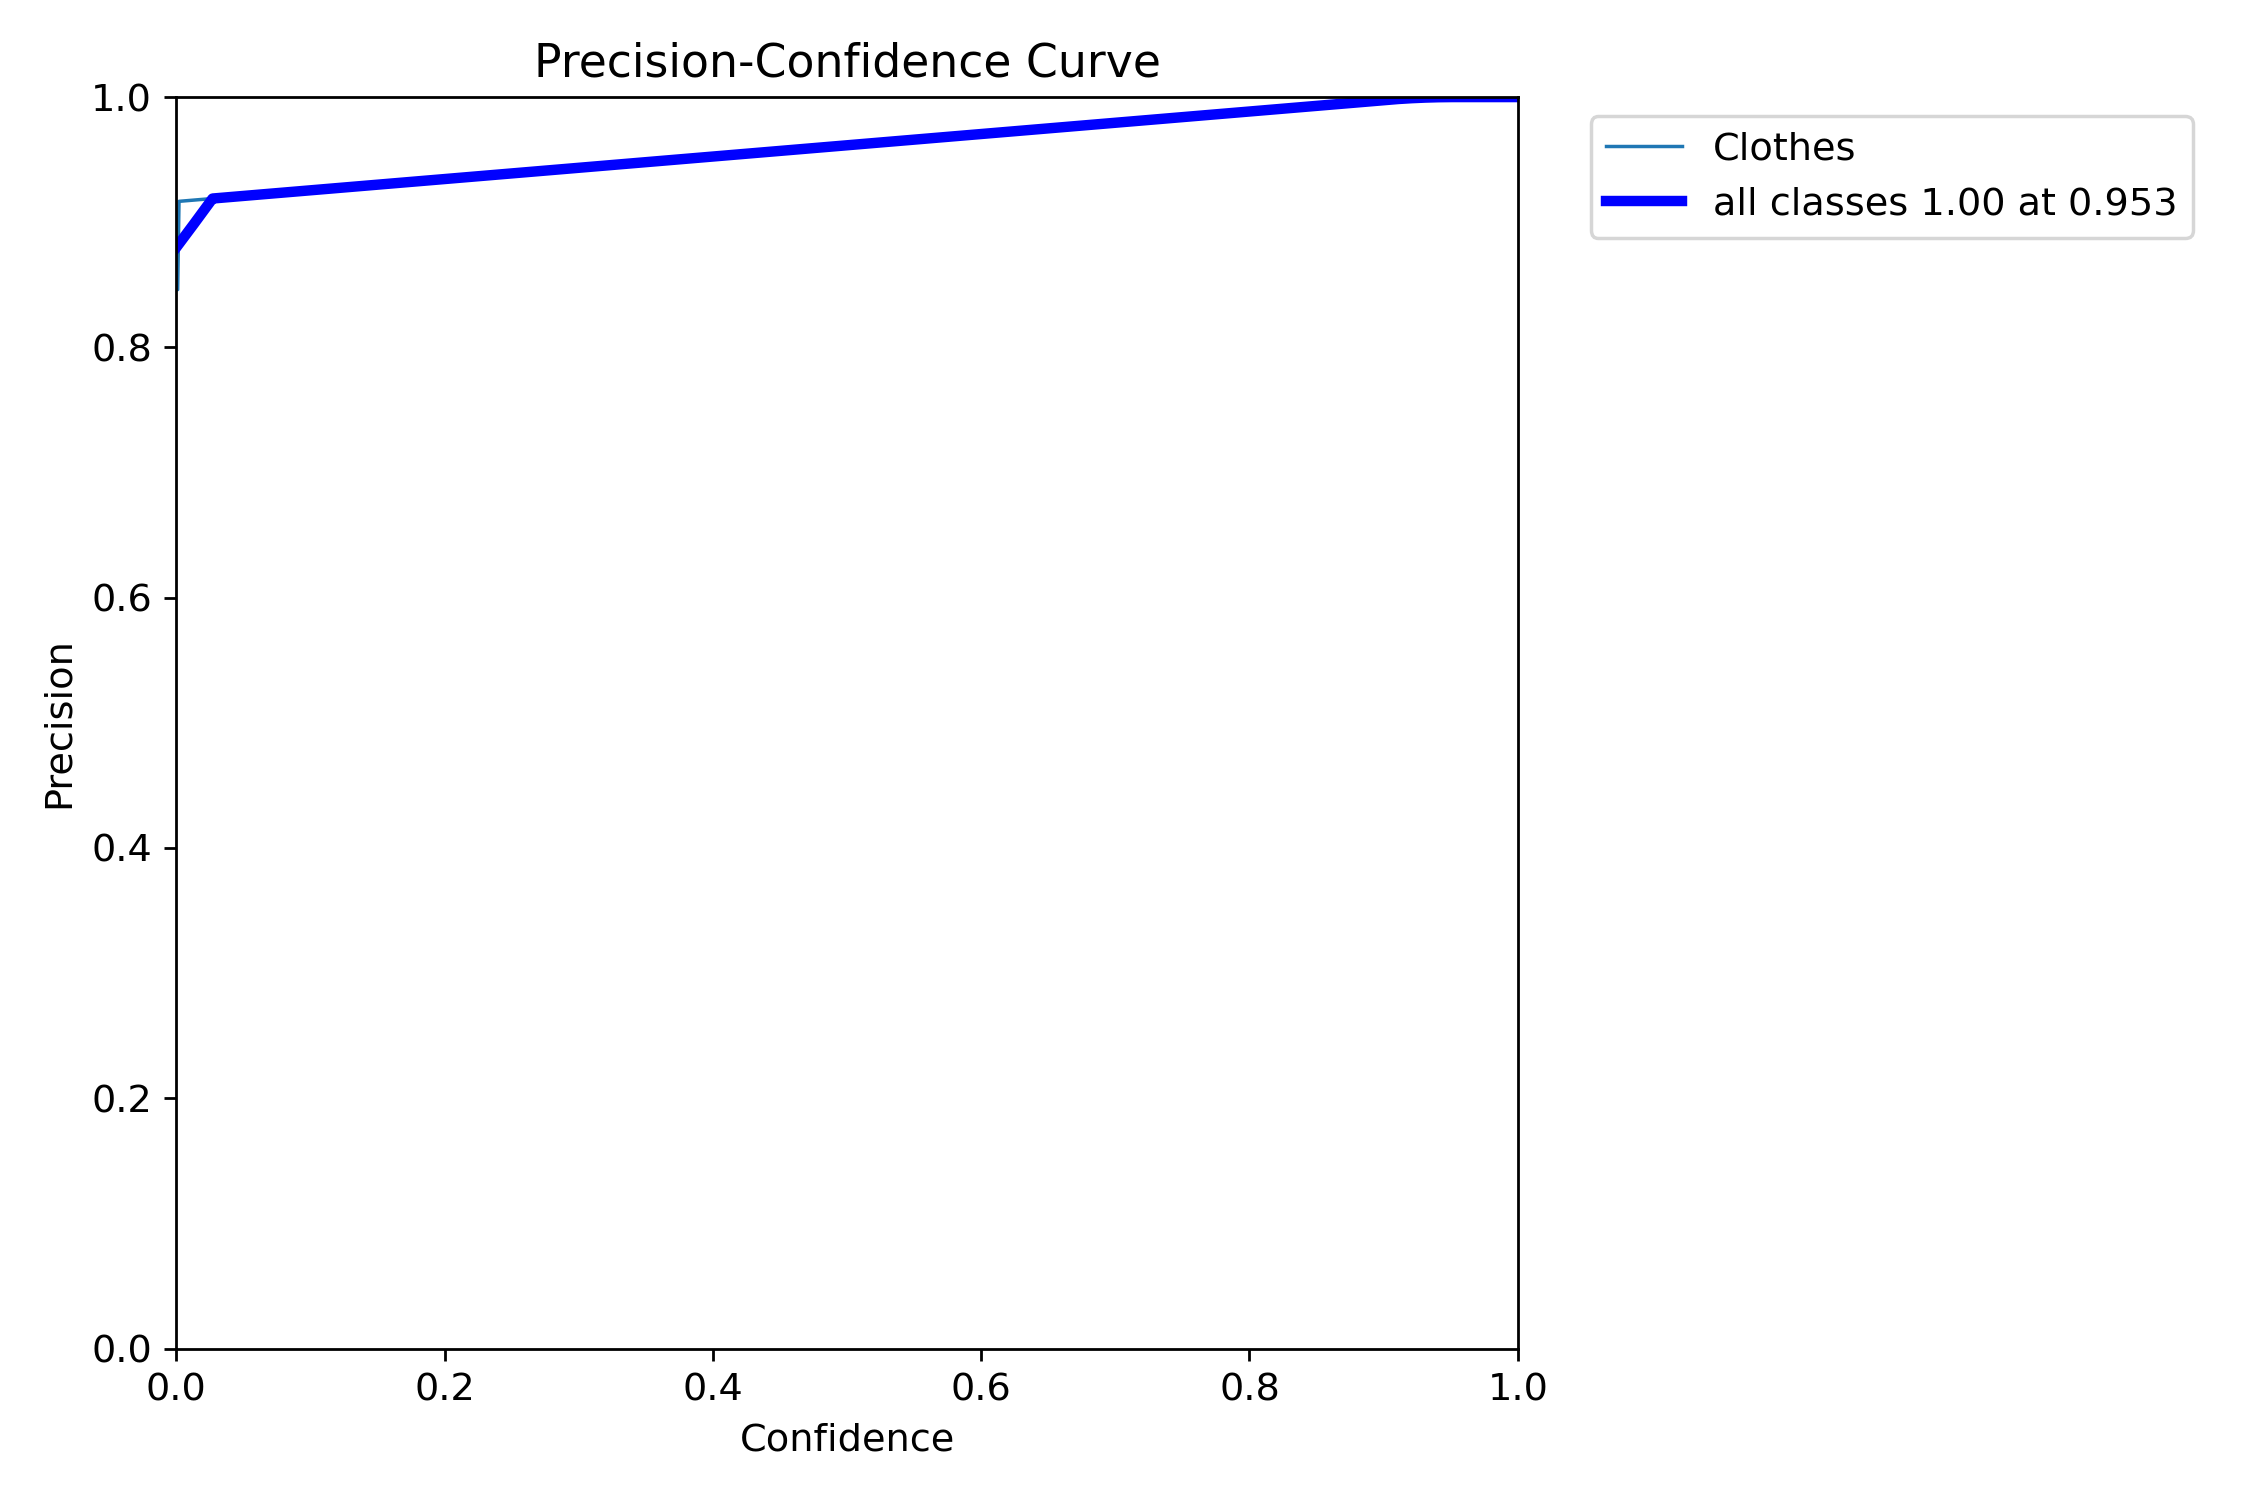 Precision-Confidence Curve
1.0
0.8
0.6
0.4
0.2
0.0
Precision
0.0 0.2 0.4 0.6 0.8 1.0
Confidence
Clothes
all classes 1.00 at 0.953